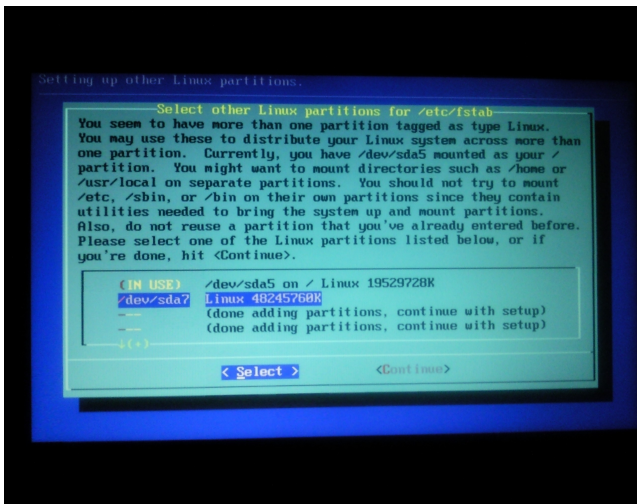 Setting up other Linux partitions.
Select other Linux partitions for /etc/fstab
You seem to have more than one partition tagged as type Linux.
You may use these to distribute your Linux system across more than
one partition.  Currently, you have /dev/sda5 mounted as your /
partition.  You might want to mount directories such as /home or
/usr/local on separate partitions.  You should not try to mount
/etc, /sbin, or /bin on their own partitions since they contain
utilities needed to bring the system up and mount partitions.
Also, do not reuse a partition that you've already entered before.
Please select one of the Linux partitions listed below, or if
you're done, hit <Continue>.
(IN USE) /dev/sda5 on / Linux 19529728K
/dev/sda7 Linux 48245760K
--- (done adding partitions, continue with setup)
--- (done adding partitions, continue with setup)
↓(+)
< Select > <Continue>